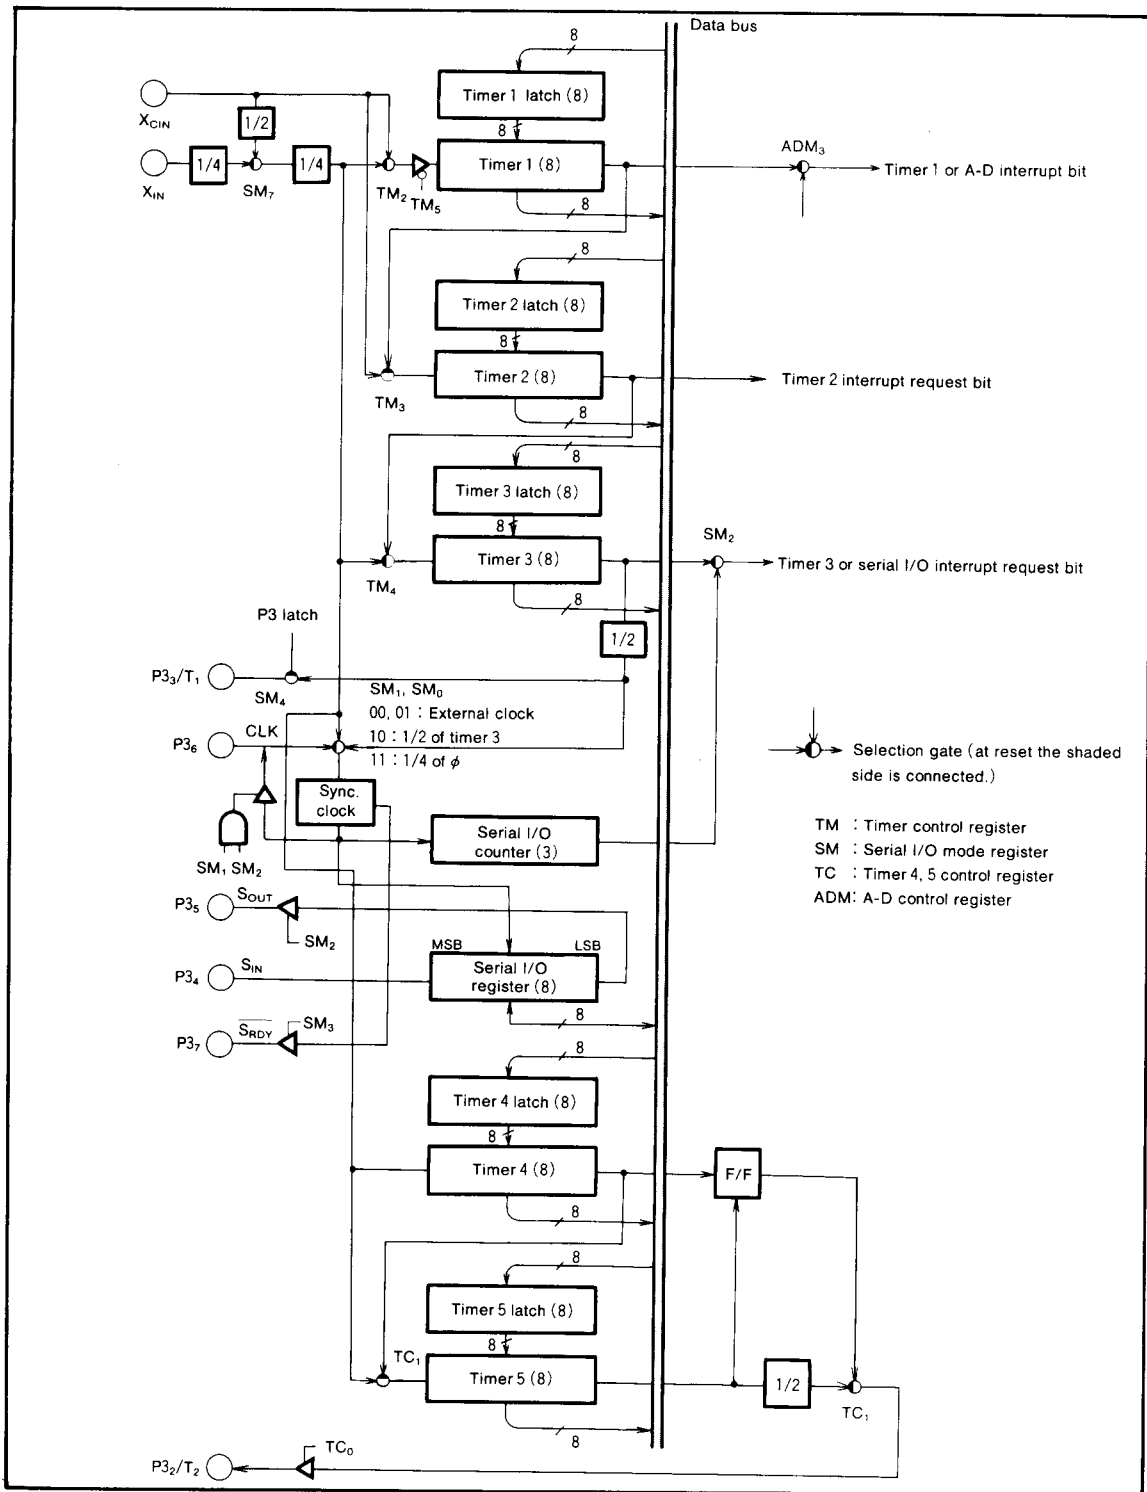 Data bus
8
Timer 1 latch (8)
X_CIN
1/2
8
ADM₃
X_IN
1/4
SM₇
1/4
TM₂
TM₅
Timer 1 (8)
Timer 1 or A-D interrupt bit
8
8
Timer 2 latch (8)
8
TM₃
Timer 2 (8)
Timer 2 interrupt request bit
8
8
Timer 3 latch (8)
8
SM₂
TM₄
Timer 3 (8)
Timer 3 or serial I/O interrupt request bit
8
P3 latch
1/2
P3₃/T₁
SM₄
SM₁, SM₀
00, 01 : External clock
10 : 1/2 of timer 3
11 : 1/4 of φ
P3₆
CLK
Selection gate (at reset the shaded
side is connected.)
Sync.
clock
Serial I/O
counter (3)
SM₁ SM₂
TM : Timer control register
SM : Serial I/O mode register
TC : Timer 4, 5 control register
ADM: A-D control register
P3₅
S_OUT
SM₂
MSB
LSB
P3₄
S_IN
Serial I/O
register (8)
8
P3₇
S̅_R̅D̅Y̅
SM₃
8
Timer 4 latch (8)
8
Timer 4 (8)
F/F
8
8
Timer 5 latch (8)
8
TC₁
Timer 5 (8)
1/2
TC₁
8
P3₂/T₂
TC₀